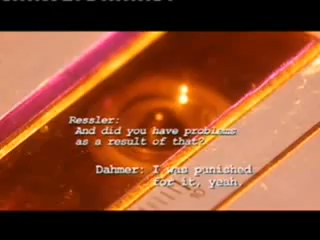 Ressler:
And did you have problems
as a result of that?
Dahmer: I was punished
for it, yeah.